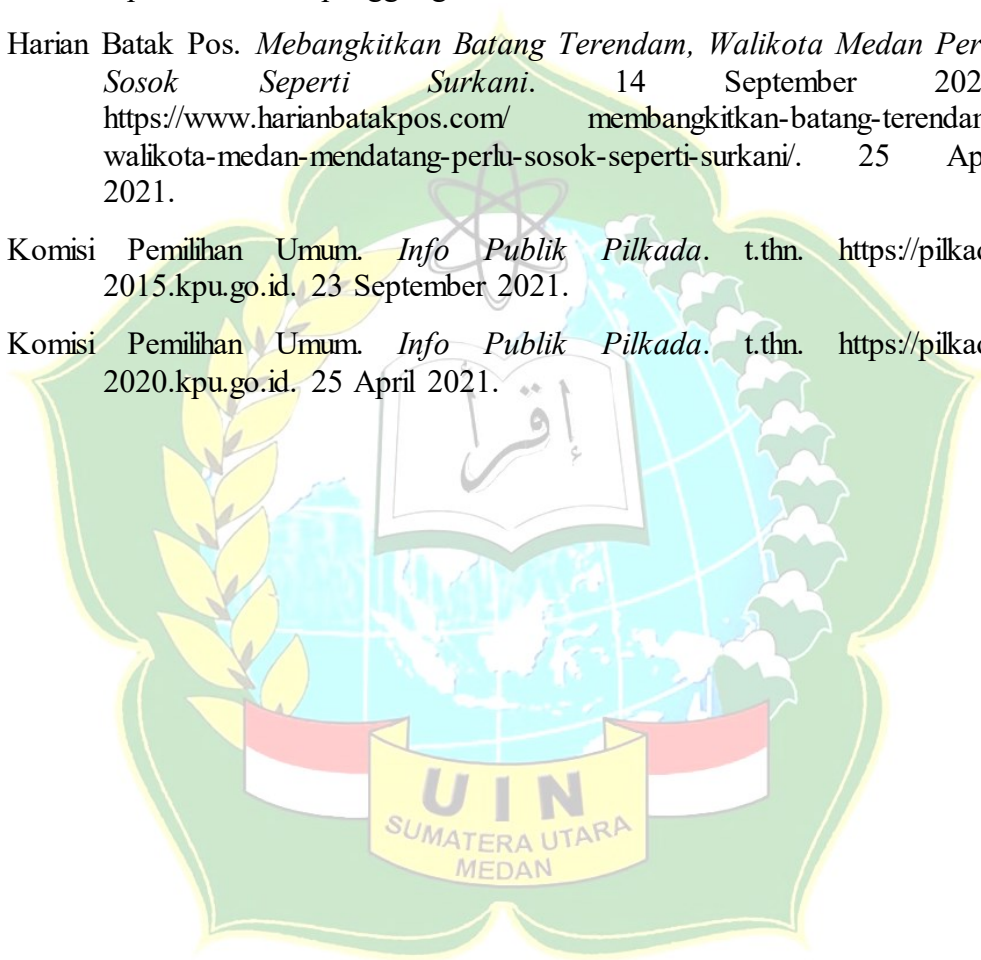 Harian Batak Pos. Mebangkitkan Batang Terendam, Walikota Medan Per
Sosok Seperti Surkani. 14 September 202
https://www.harianbatakpos.com/ membangkitkan-batang-terendam
walikota-medan-mendatang-perlu-sosok-seperti-surkani/. 25 Ap
2021.
Komisi Pemilihan Umum. Info Publik Pilkada. t.thn. https://pilkad
2015.kpu.go.id. 23 September 2021.
Komisi Pemilihan Umum. Info Publik Pilkada. t.thn. https://pilkad
2020.kpu.go.id. 25 April 2021.
إقرأ
UIN
SUMATERA UTARA
MEDAN